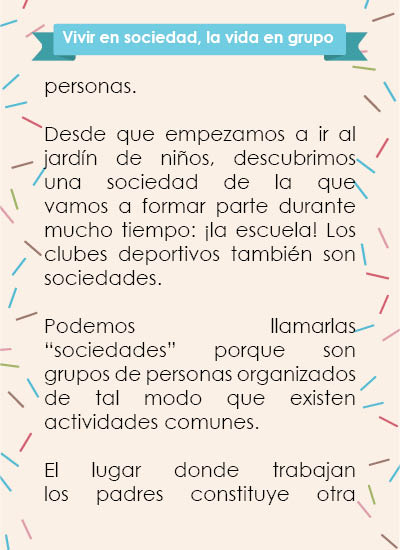 Vivir en sociedad, la vida en grupo
personas.
Desde que empezamos a ir al
jardín de niños, descubrimos
una sociedad de la que
vamos a formar parte durante
mucho tiempo: ¡la escuela! Los
clubes deportivos también son
sociedades.
Podemos llamarlas
“sociedades” porque son
grupos de personas organizados
de tal modo que existen
actividades comunes.
El lugar donde trabajan
los padres constituye otra